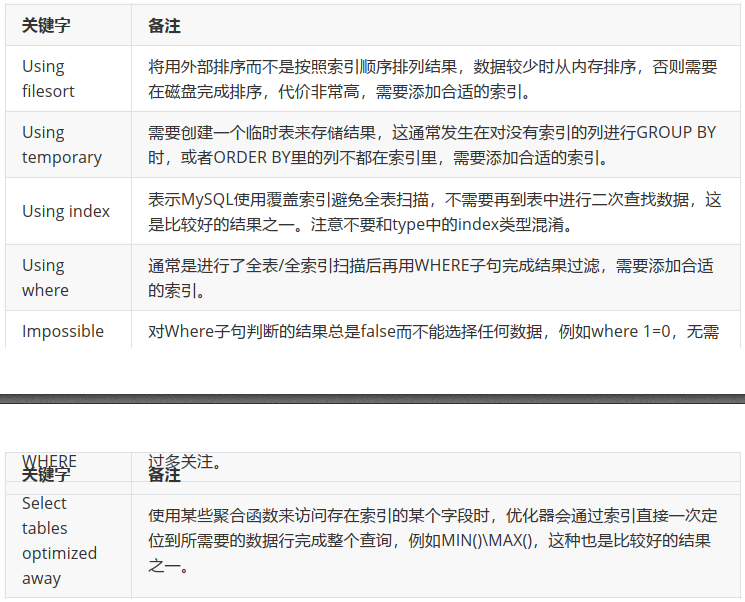 关键字 备注
Using 将用外部排序而不是按照索引顺序排列结果，数据较少时从内存排序，否则需要
filesort 在磁盘完成排序，代价非常高，需要添加合适的索引。
Using 需要创建一个临时表来存储结果，这通常发生在对没有索引的列进行GROUP BY
temporary 时，或者ORDER BY里的列不都在索引里，需要添加合适的索引。
Using index 表示MySQL使用覆盖索引避免全表扫描，不需要再到表中进行二次查找数据，这
是比较好的结果之一。注意不要和type中的index类型混淆。
Using 通常是进行了全表/全索引扫描后再用WHERE子句完成结果过滤，需要添加合适
where 的索引。
Impossible 对Where子句判断的结果总是false而不能选择任何数据，例如where 1=0，无需
WHERE 过多关注。
关键字 备注
Select
tables 使用某些聚合函数来访问存在索引的某个字段时，优化器会通过索引直接一次定
optimized 位到所需要的数据行完成整个查询，例如MIN()\MAX()，这种也是比较好的结果
away 之一。